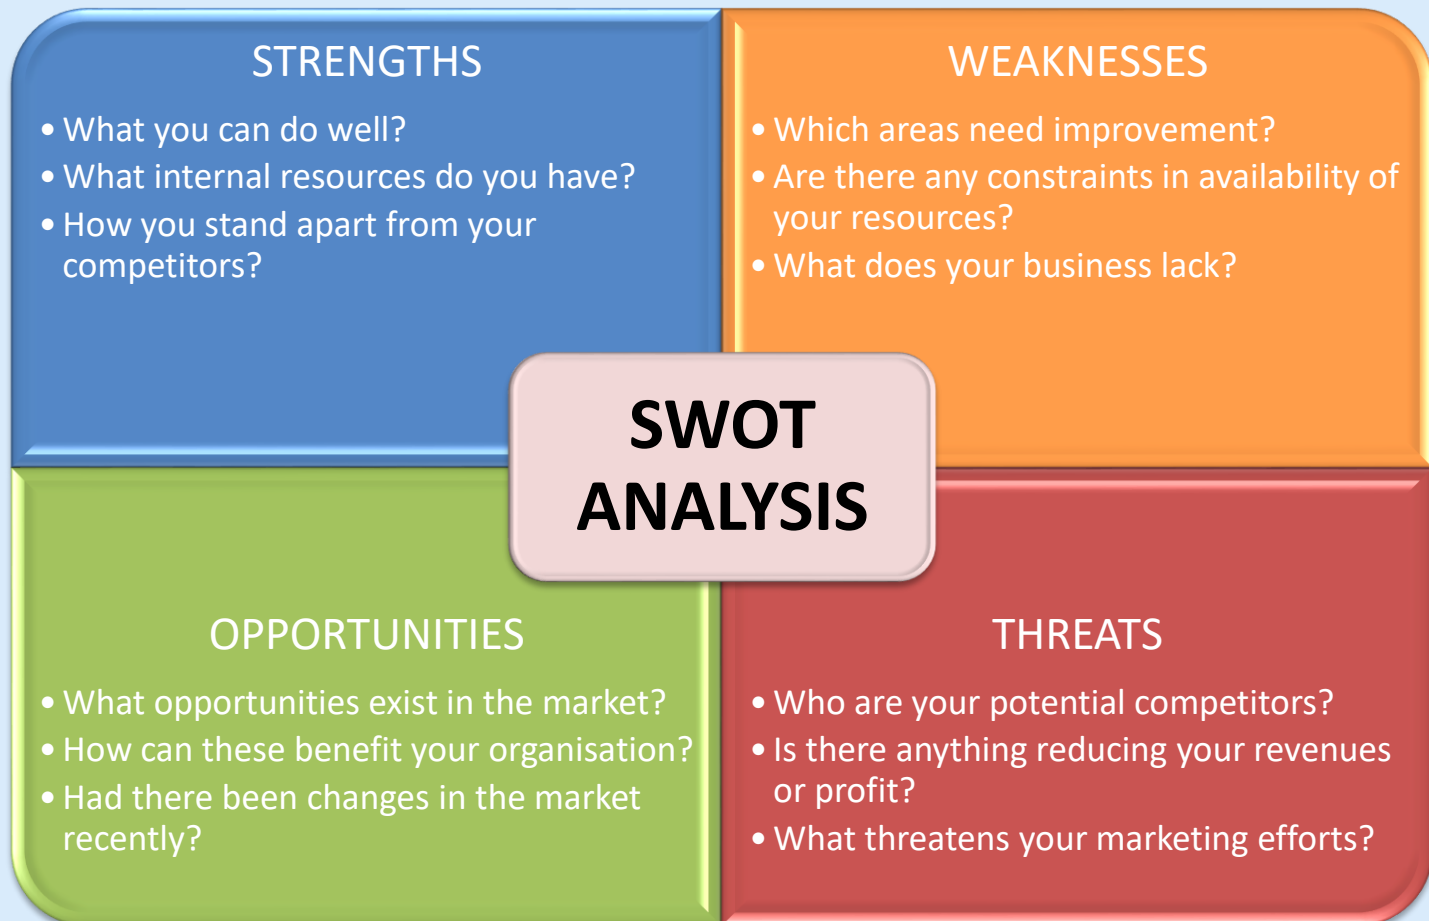 STRENGTHS
• What you can do well?
• What internal resources do you have?
• How you stand apart from your
competitors?
WEAKNESSES
• Which areas need improvement?
• Are there any constraints in availability of
your resources?
• What does your business lack?
SWOT
ANALYSIS
OPPORTUNITIES
• What opportunities exist in the market?
• How can these benefit your organisation?
• Had there been changes in the market
recently?
THREATS
• Who are your potential competitors?
• Is there anything reducing your revenues
or profit?
• What threatens your marketing efforts?